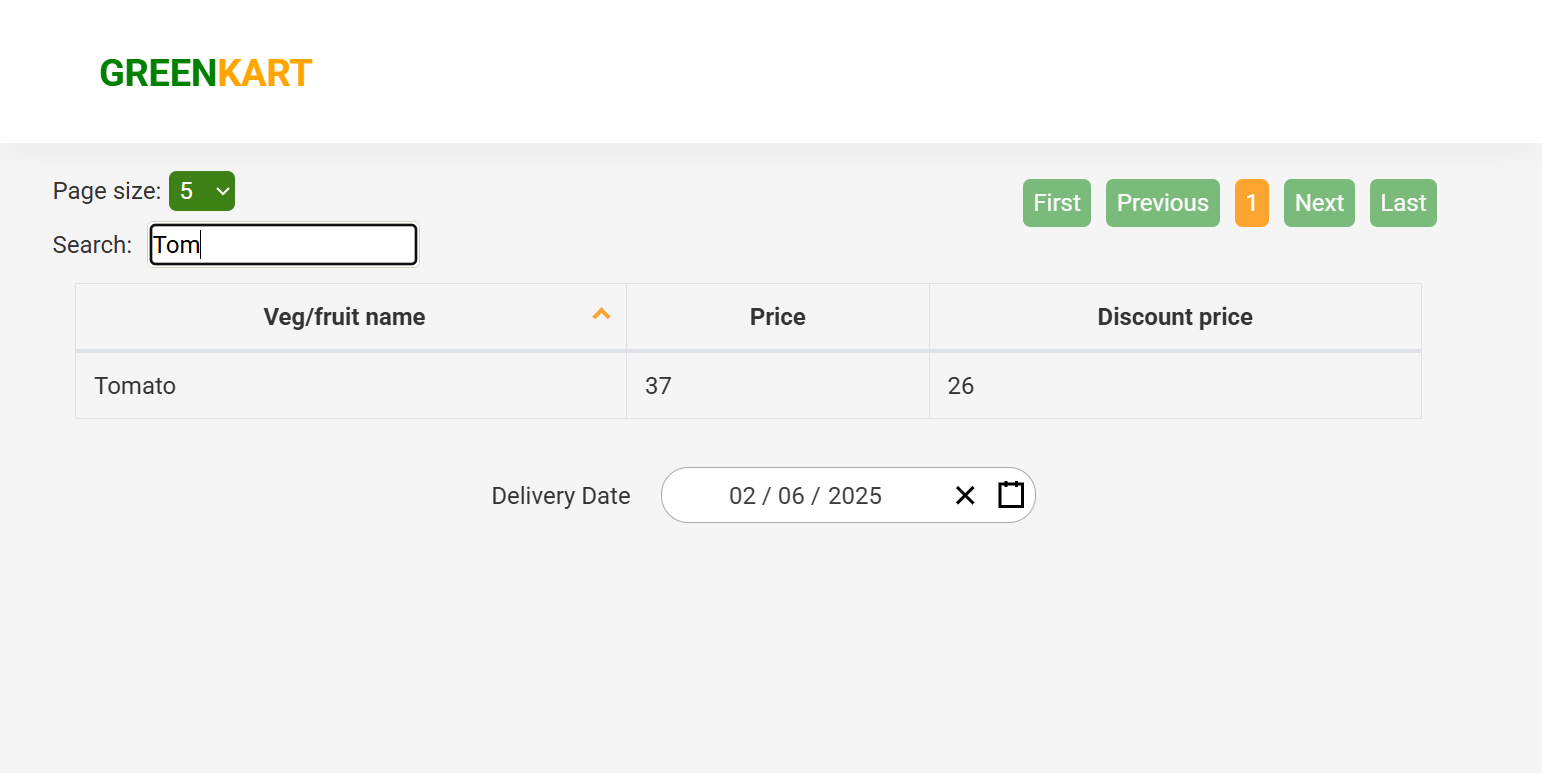 GREENKART
Page size: 5
First Previous 1 Next Last
Search: Tom
Veg/fruit name Price Discount price
Tomato 37 26
Delivery Date 02 / 06 / 2025